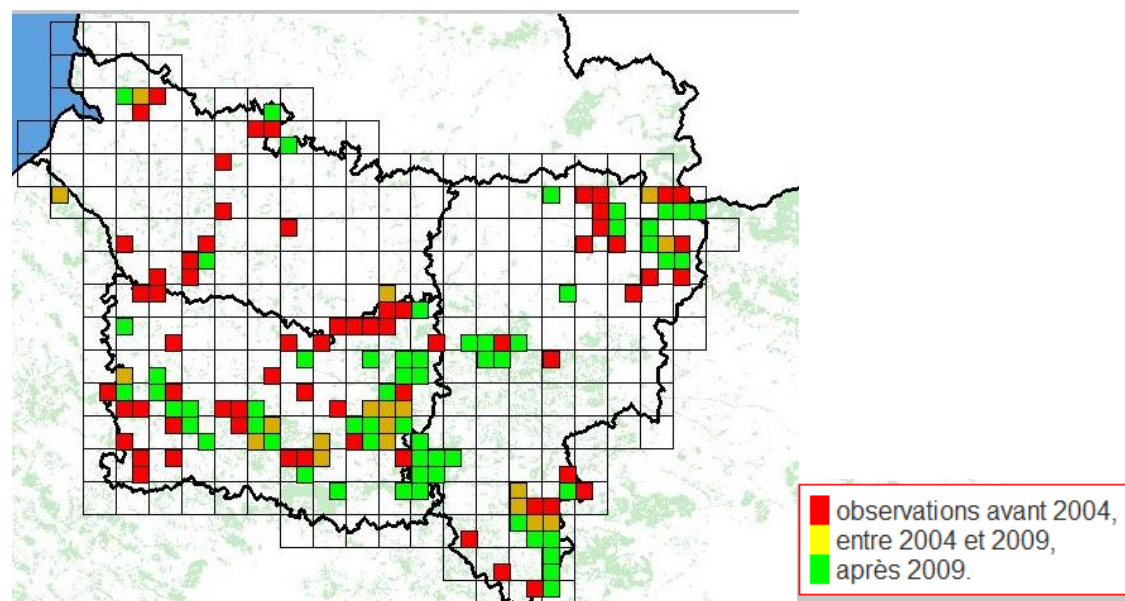 observations avant 2004,
entre 2004 et 2009,
après 2009.